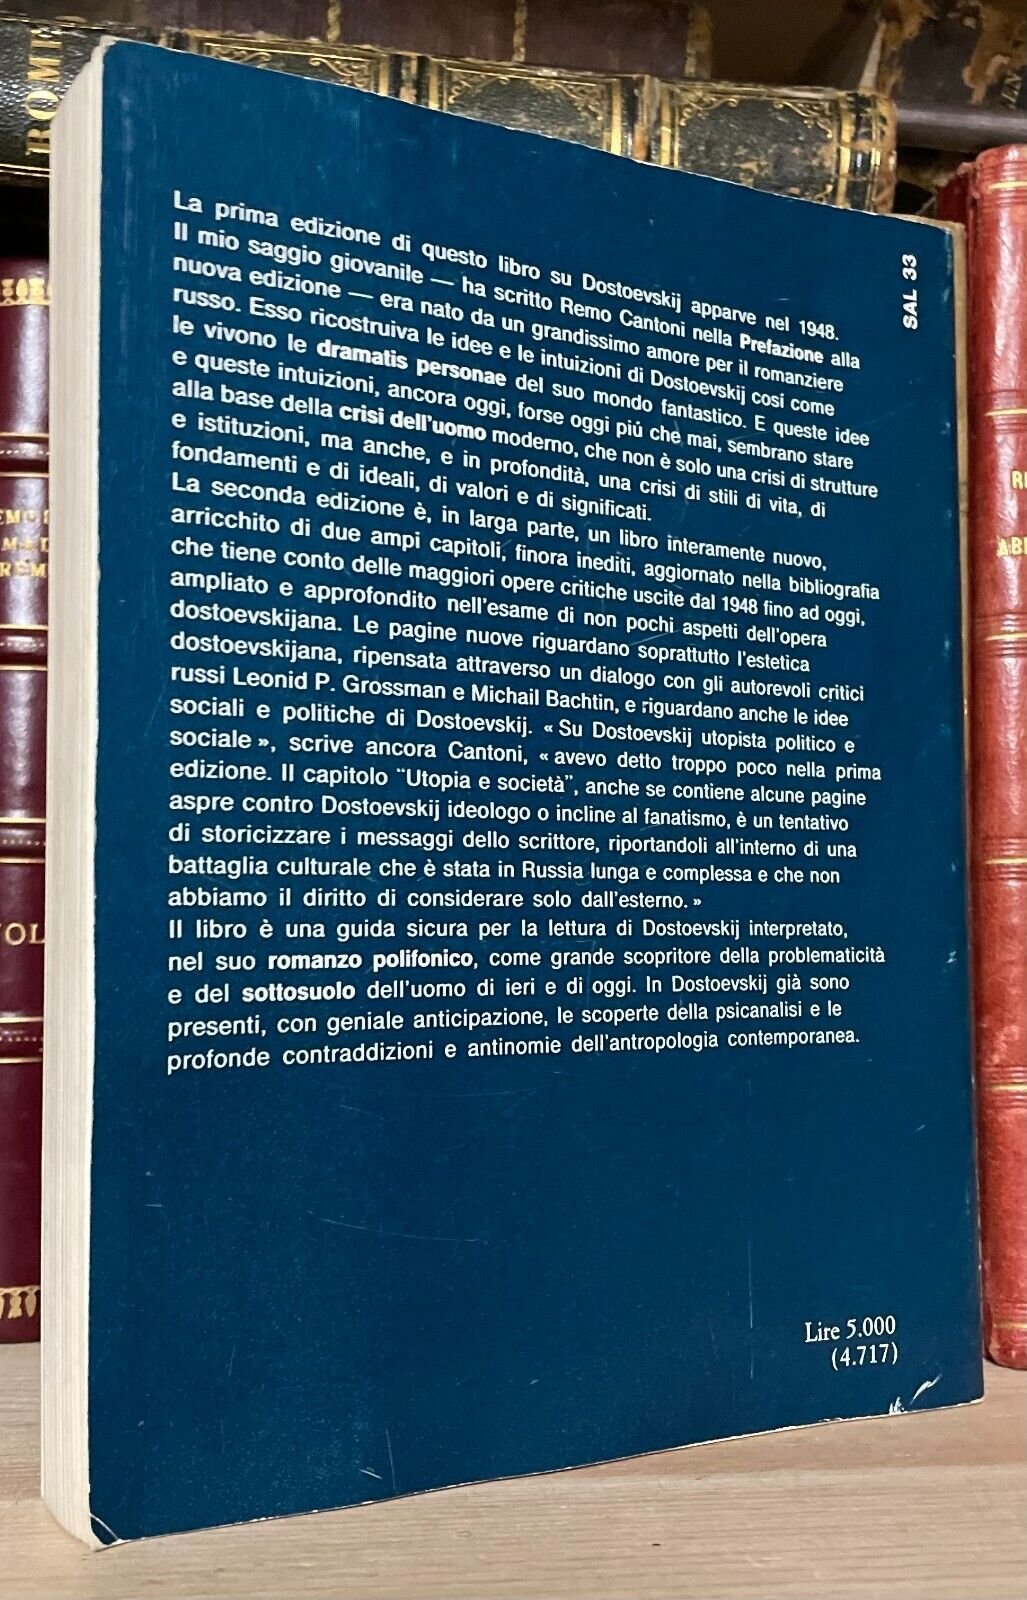 ROMI
SAL 33
La prima edizione di questo libro su Dostoevskij apparve nel 1948.
Il mio saggio giovanile — ha scritto Remo Cantoni nella Prefazione alla
nuova edizione — era nato da un grandissimo amore per il romanziere
russo. Esso ricostruiva le idee e le intuizioni di Dostoevskij così come
le vivono le dramatis personae del suo mondo fantastico. E queste idee
e queste intuizioni, ancora oggi, forse oggi più che mai, sembrano stare
alla base della crisi dell'uomo moderno, che non è solo una crisi di strutture
e istituzioni, ma anche, e in profondità, una crisi di stili di vita, di
fondamenti e di ideali, di valori e di significati.
La seconda edizione è, in larga parte, un libro interamente nuovo,
arricchito di due ampi capitoli, finora inediti, aggiornato nella bibliografia
che tiene conto delle maggiori opere critiche uscite dal 1948 fino ad oggi,
ampliato e approfondito nell'esame di non pochi aspetti dell'opera
dostoevskijana. Le pagine nuove riguardano soprattutto l'estetica
dostoevskijana, ripensata attraverso un dialogo con gli autorevoli critici
russi Leonid P. Grossman e Michail Bachtin, e riguardano anche le idee
sociali e politiche di Dostoevskij. « Su Dostoevskij utopista politico e
sociale », scrive ancora Cantoni, « avevo detto troppo poco nella prima
edizione. Il capitolo "Utopia e società", anche se contiene alcune pagine
aspre contro Dostoevskij ideologo o incline al fanatismo, è un tentativo
di storicizzare i messaggi dello scrittore, riportandoli all'interno di una
battaglia culturale che è stata in Russia lunga e complessa e che non
abbiamo il diritto di considerare solo dall'esterno. »
Il libro è una guida sicura per la lettura di Dostoevskij interpretato,
nel suo romanzo polifonico, come grande scopritore della problematicità
e del sottosuolo dell'uomo di ieri e di oggi. In Dostoevskij già sono
presenti, con geniale anticipazione, le scoperte della psicanalisi e le
profonde contraddizioni e antinomie dell'antropologia contemporanea.
Lire 5.000
(4.717)